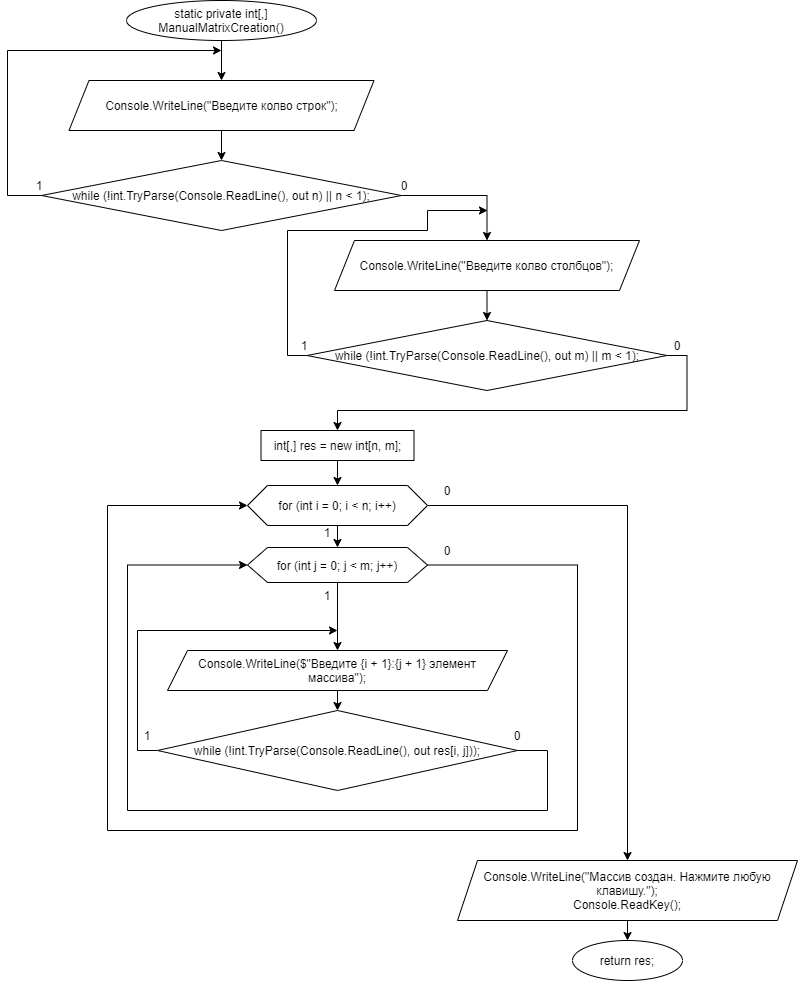 static private int[,]
ManualMatrixCreation()
Console.WriteLine("Введите колво строк");
1
while (!int.TryParse(Console.ReadLine(), out n) || n < 1);
0
Console.WriteLine("Введите колво столбцов");
1
while (!int.TryParse(Console.ReadLine(), out m) || m < 1);
0
int[,] res = new int[n, m];
for (int i = 0; i < n; i++)
0
1
for (int j = 0; j < m; j++)
0
1
Console.WriteLine($"Введите {i + 1}:{j + 1} элемент
массива");
1
while (!int.TryParse(Console.ReadLine(), out res[i, j]));
0
Console.WriteLine("Массив создан. Нажмите любую
клавишу.");
Console.ReadKey();
return res;